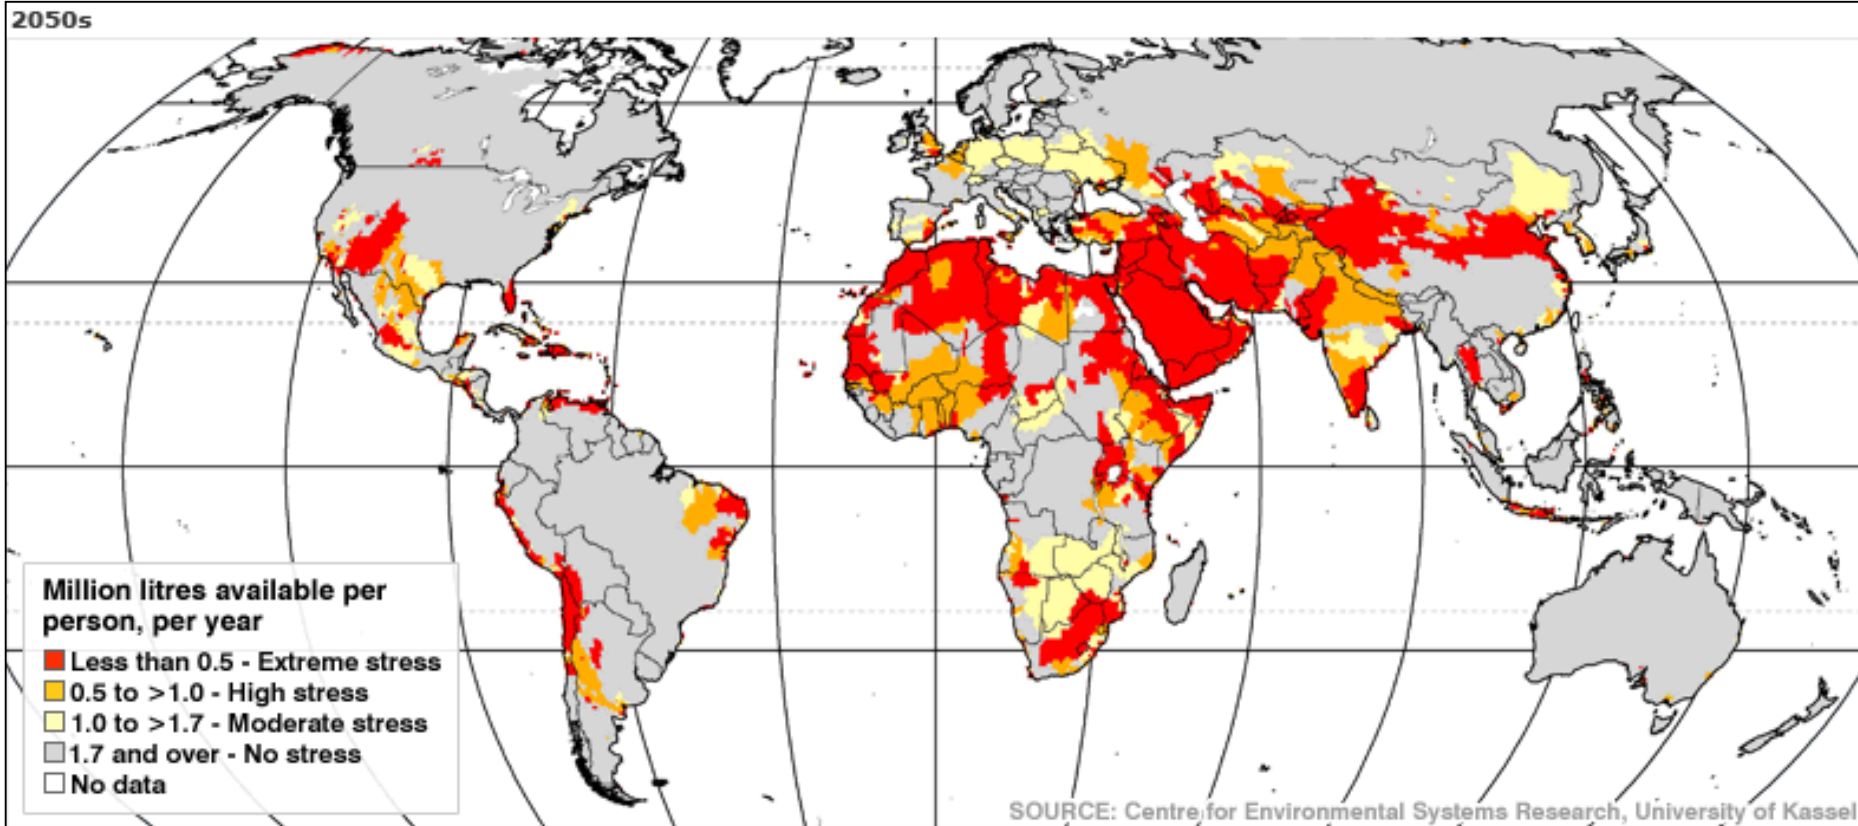 2050s
Million litres available per
person, per year
Less than 0.5 - Extreme stress
0.5 to >1.0 - High stress
1.0 to >1.7 - Moderate stress
1.7 and over - No stress
No data
SOURCE: Centre for Environmental Systems Research, University of Kassel